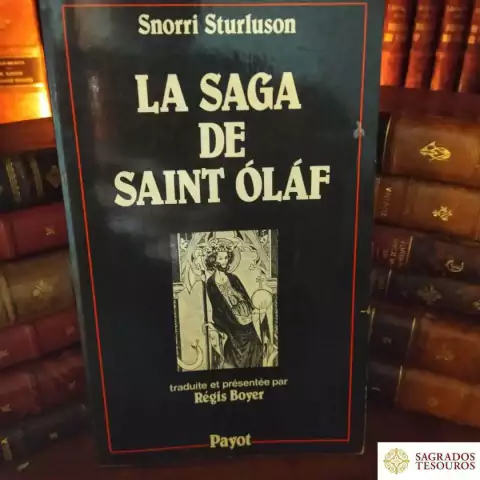 Snorri Sturluson
LA SAGA
DE
SAINT ÓLÁF
traduite et présentée par
Régis Boyer
Payot
SAGRADOS
TESOUROS